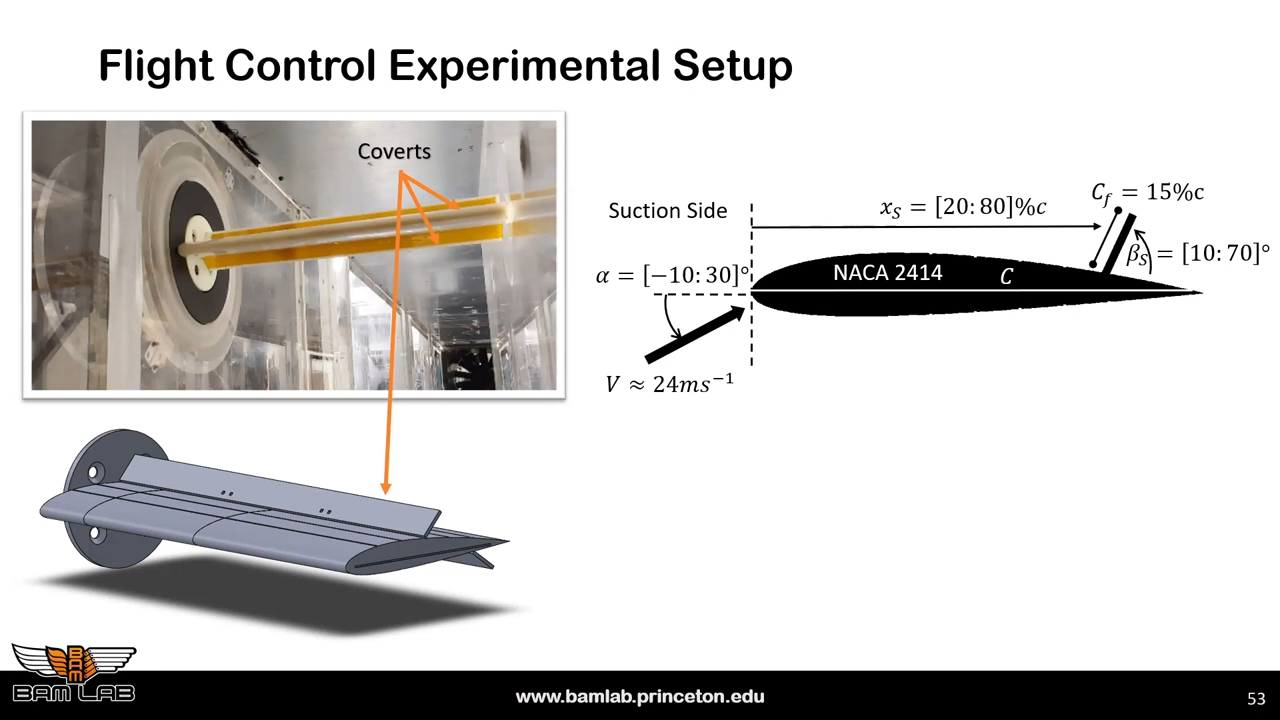 Flight Control Experimental Setup
Coverts
Suction Side
𝑥_S = [20: 80]%𝑐
C_f = 15%c
β_S = [10: 70]°
α = [−10: 30]°
NACA 2414
C
V ≈ 24ms⁻¹
BAM
BAM LAB
www.bamlab.princeton.edu
53